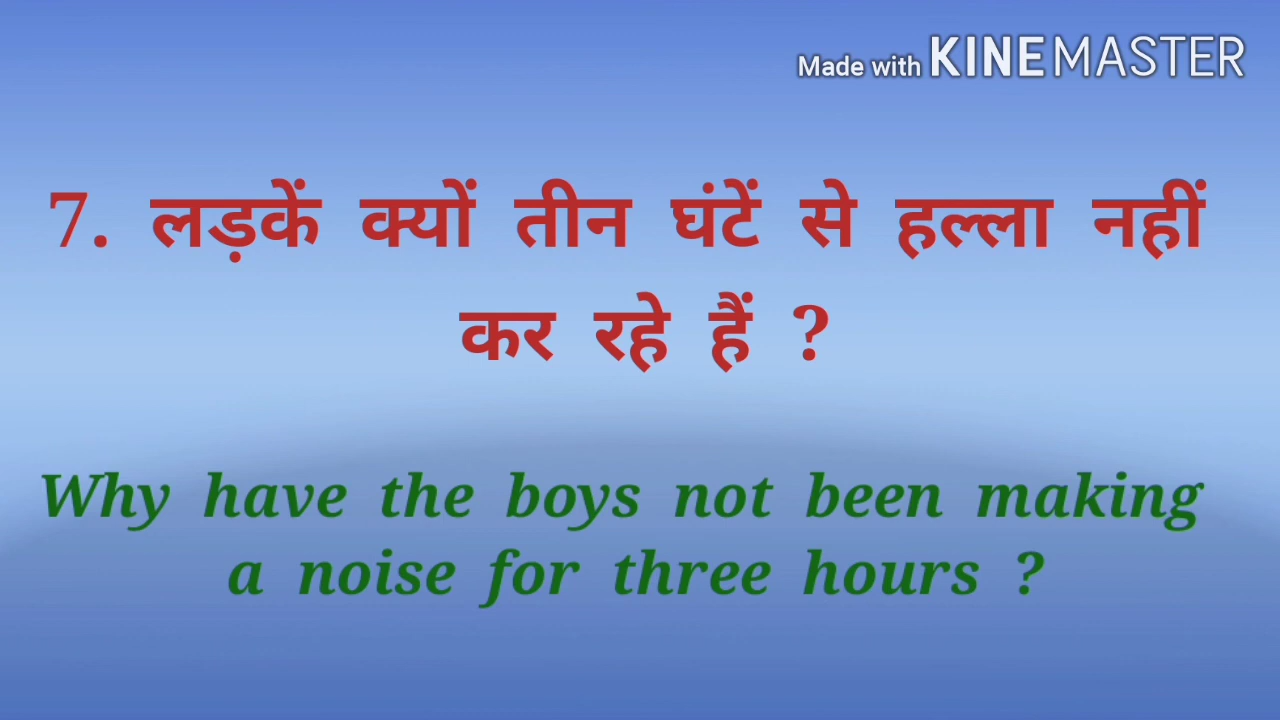 Made with KINEMASTER
7. लड़कें क्यों तीन घंटें से हल्ला नहीं
कर रहे हैं ?
Why have the boys not been making
a noise for three hours ?